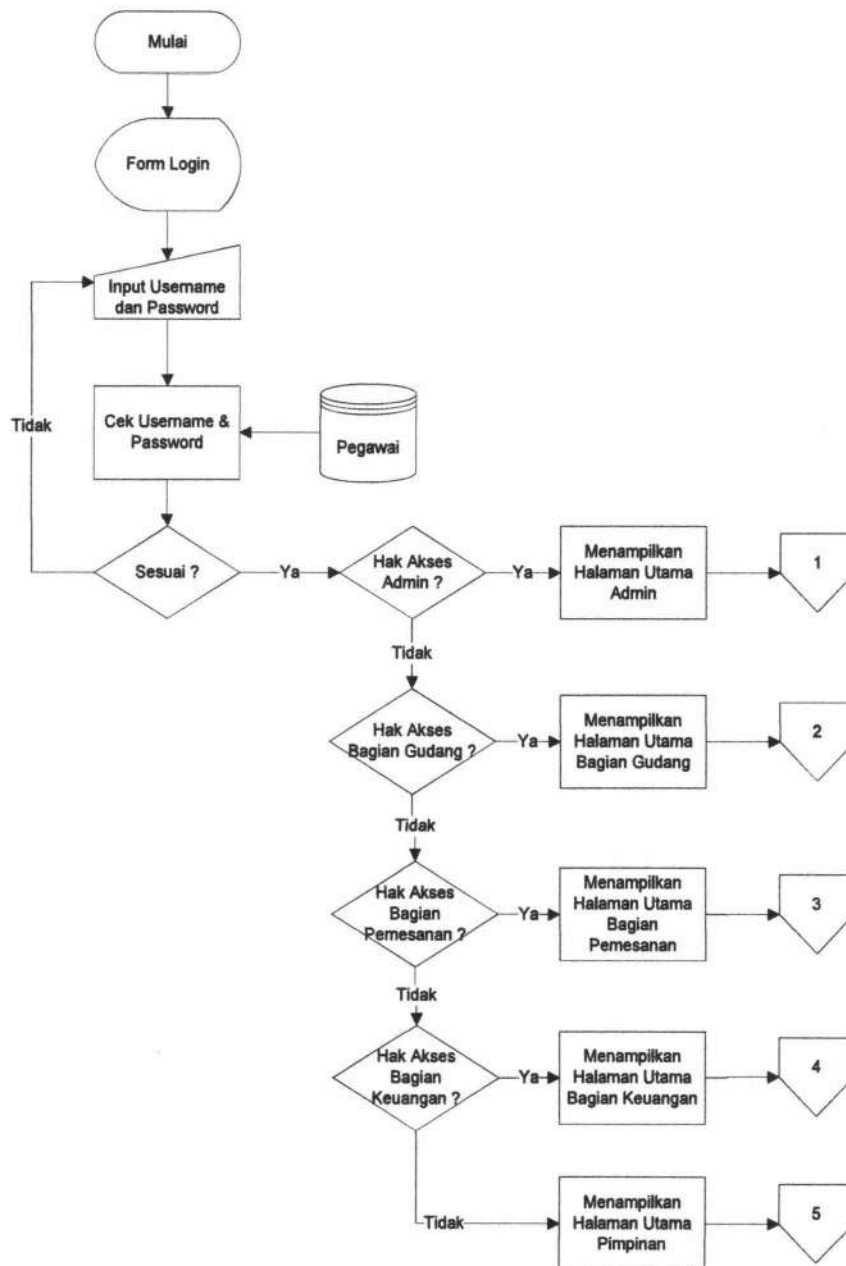 Mulai
Form Login
Input Username
dan Password
Tidak
Cek Username &
Password
Pegawai
Sesuai ?
Ya
Hak Akses
Admin ?
Ya
Menampilkan
Halaman Utama
Admin
1
Tidak
Hak Akses
Bagian Gudang ?
Ya
Menampilkan
Halaman Utama
Bagian Gudang
2
Tidak
Hak Akses
Bagian
Pemesanan ?
Ya
Menampilkan
Halaman Utama
Bagian
Pemesanan
3
Tidak
Hak Akses
Bagian
Keuangan ?
Ya
Menampilkan
Halaman Utama
Bagian Keuangan
4
Tidak
Menampilkan
Halaman Utama
Pimpinan
5